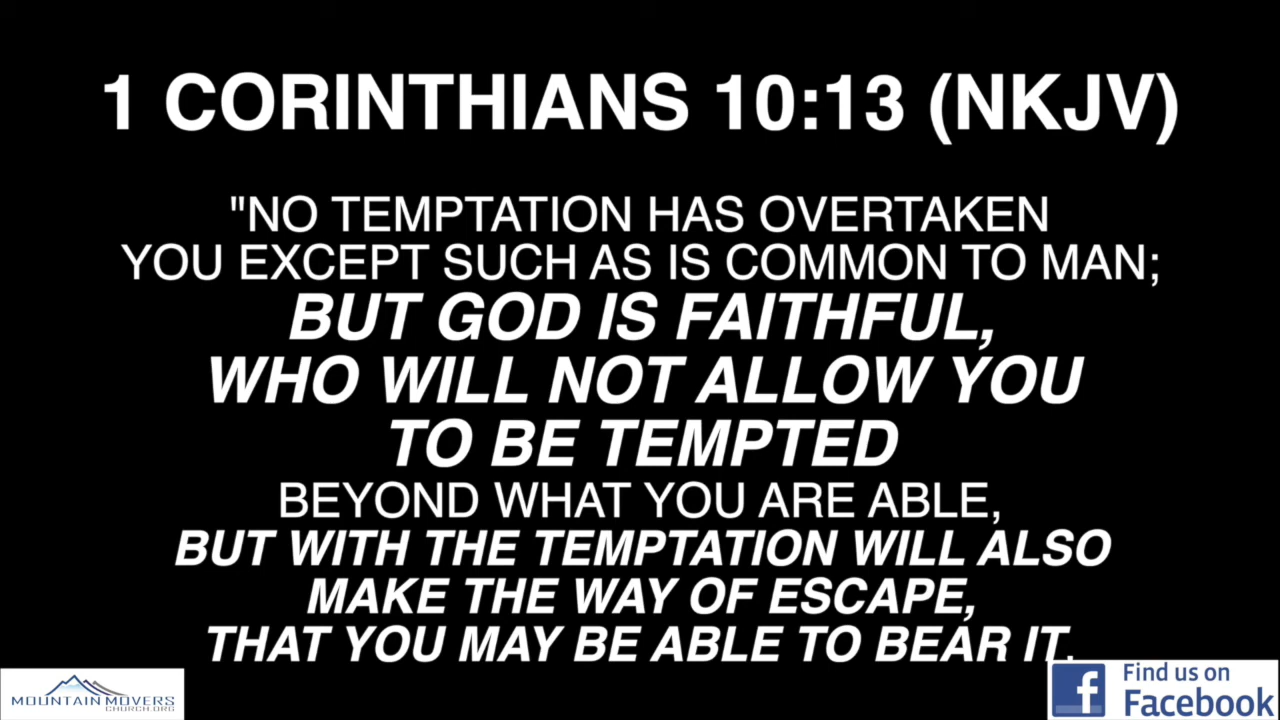 1 CORINTHIANS 10:13 (NKJV)
"NO TEMPTATION HAS OVERTAKEN
YOU EXCEPT SUCH AS IS COMMON TO MAN;
BUT GOD IS FAITHFUL,
WHO WILL NOT ALLOW YOU
TO BE TEMPTED
BEYOND WHAT YOU ARE ABLE,
BUT WITH THE TEMPTATION WILL ALSO
MAKE THE WAY OF ESCAPE,
THAT YOU MAY BE ABLE TO BEAR IT.
MOUNTAIN MOVERS
CHURCH.ORG
f
Find us on
Facebook